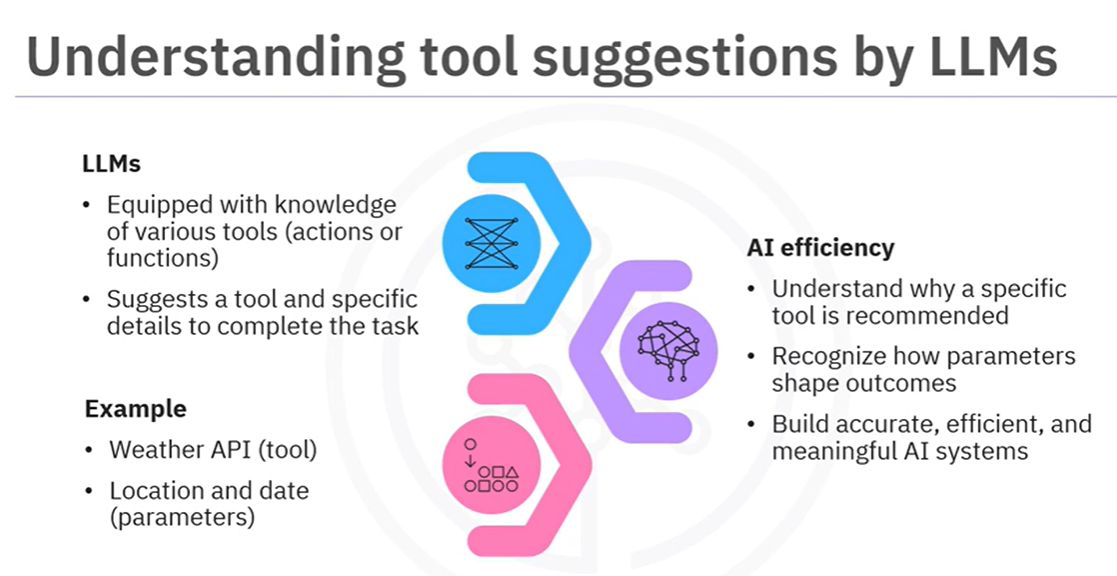 Understanding tool suggestions by LLMs
LLMs
• Equipped with knowledge
of various tools (actions or
functions)
• Suggests a tool and specific
details to complete the task
Example
• Weather API (tool)
• Location and date
(parameters)
AI efficiency
• Understand why a specific
tool is recommended
• Recognize how parameters
shape outcomes
• Build accurate, efficient, and
meaningful AI systems